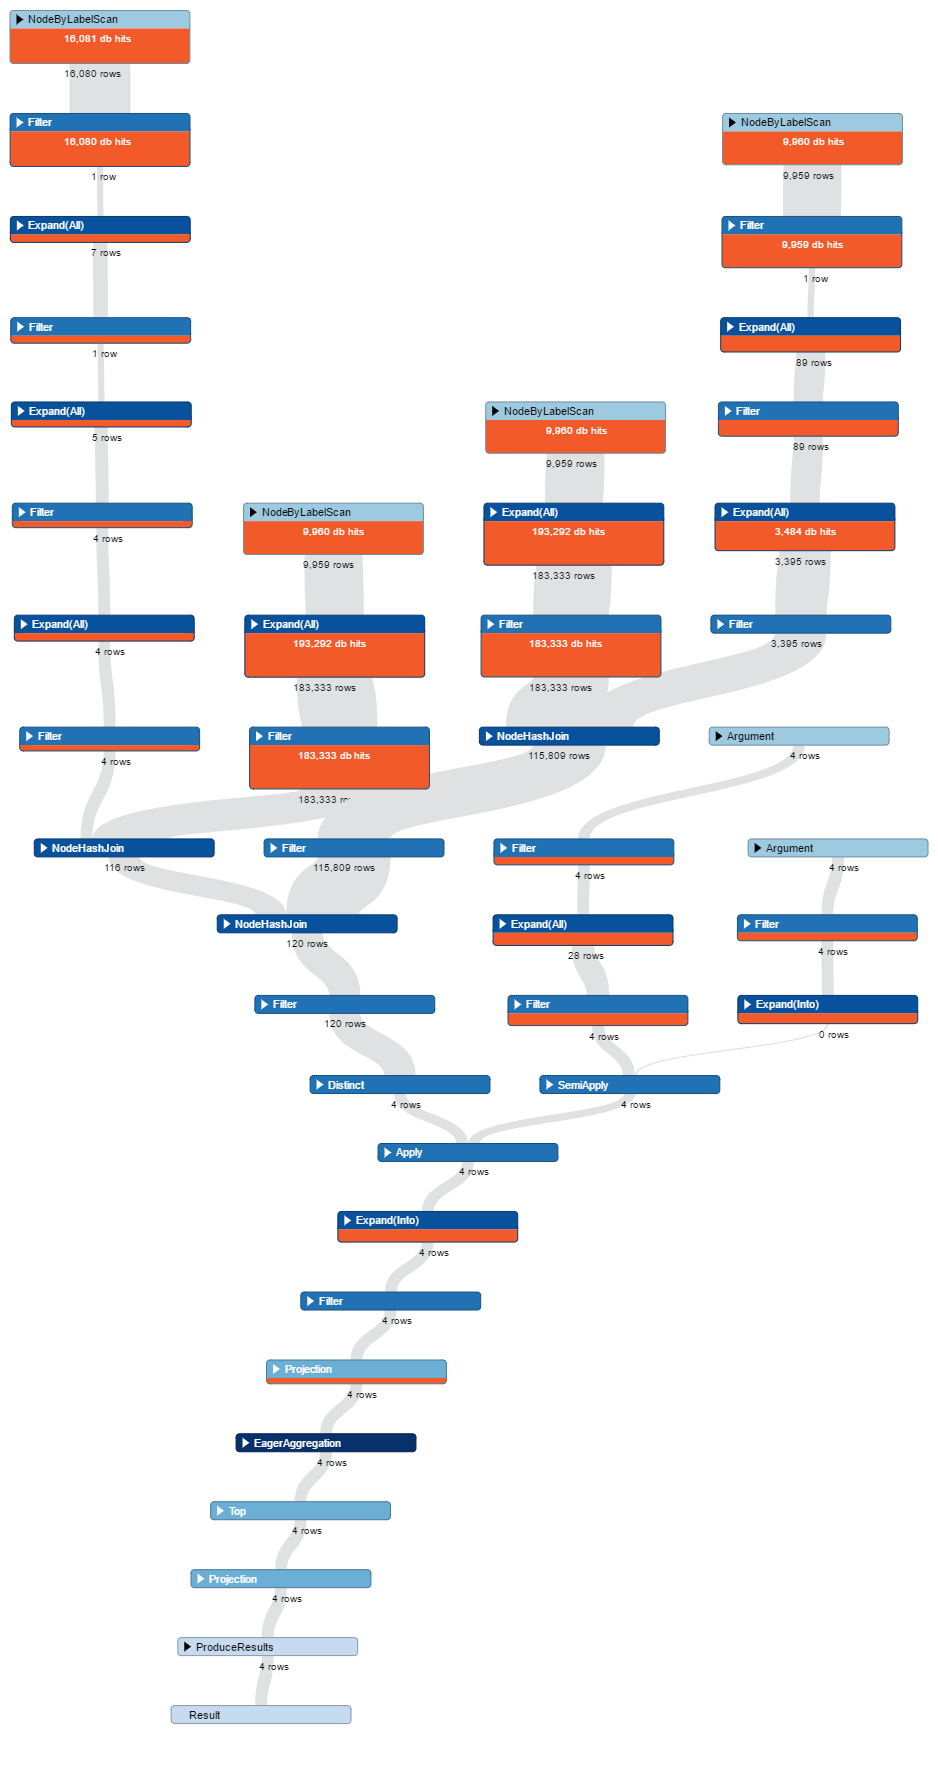 NodeByLabelScan
16,081 db hits
16,080 rows
Filter
16,080 db hits
1 row
NodeByLabelScan
9,960 db hits
9,959 rows
Expand(All)
7 rows
Filter
9,959 db hits
1 row
Filter
1 row
Expand(All)
89 rows
Expand(All)
5 rows
NodeByLabelScan
9,960 db hits
9,959 rows
Filter
89 rows
Filter
4 rows
NodeByLabelScan
9,960 db hits
9,959 rows
Expand(All)
193,292 db hits
183,333 rows
Expand(All)
3,484 db hits
3,395 rows
Expand(All)
4 rows
Expand(All)
193,292 db hits
183,333 rows
Filter
183,333 db hits
183,333 rows
Filter
3,395 rows
Filter
4 rows
Filter
183,333 db hits
183,333
NodeHashJoin
115,809 rows
Argument
4 rows
NodeHashJoin
116 rows
Filter
115,809 rows
Filter
4 rows
Argument
4 rows
NodeHashJoin
120 rows
Expand(All)
28 rows
Filter
4 rows
Filter
120 rows
Filter
4 rows
Expand(Into)
0 rows
Distinct
4 rows
SemiApply
4 rows
Apply
4 rows
Expand(Into)
4 rows
Filter
4 rows
Projection
4 rows
EagerAggregation
4 rows
Top
4 rows
Projection
4 rows
ProduceResults
4 rows
Result